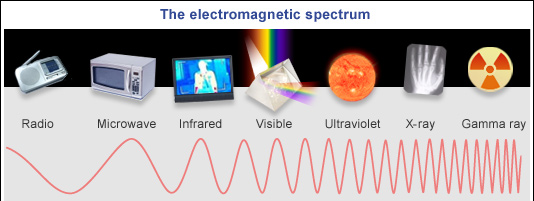 The electromagnetic spectrum
Radio Microwave Infrared Visible Ultraviolet X-ray Gamma ray